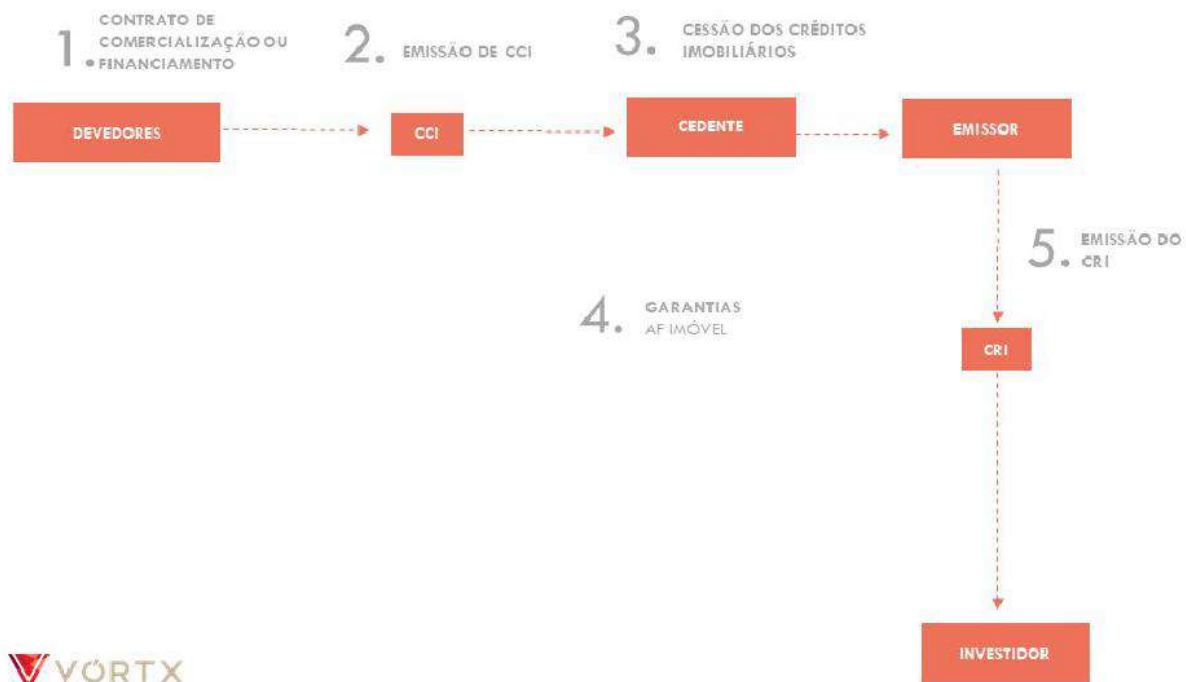 1. CONTRATO DE
COMERCIALIZAÇÃO OU
FINANCIAMENTO
2. EMISSÃO DE CCI
3. CESSÃO DOS CRÉDITOS
IMOBILIÁRIOS
DEVEDORES
CCI
CEDENTE
EMISSOR
5. EMISSÃO DO
CRI
4. GARANTIAS
AF IMÓVEL
CRI
INVESTIDOR
VÓRTX